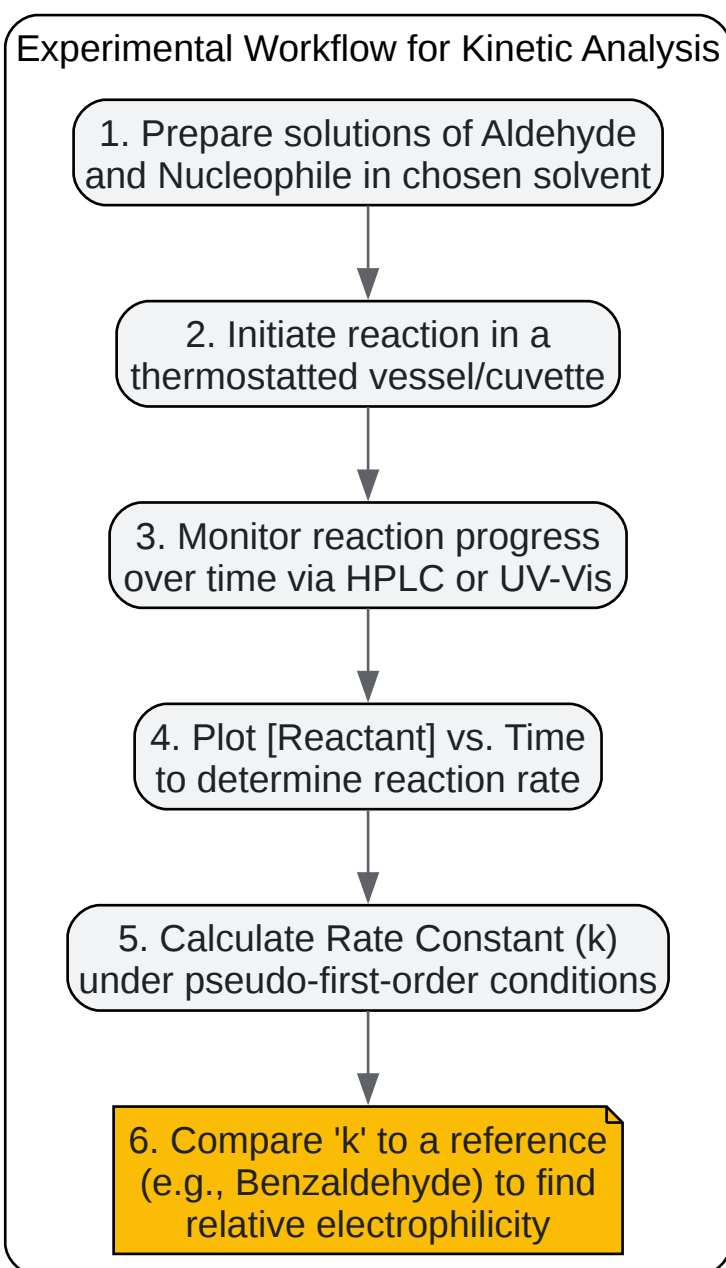 Experimental Workflow for Kinetic Analysis
1. Prepare solutions of Aldehyde
and Nucleophile in chosen solvent
2. Initiate reaction in a
thermostatted vessel/cuvette
3. Monitor reaction progress
over time via HPLC or UV-Vis
4. Plot [Reactant] vs. Time
to determine reaction rate
5. Calculate Rate Constant (k)
under pseudo-first-order conditions
6. Compare 'k' to a reference
(e.g., Benzaldehyde) to find
relative electrophilicity